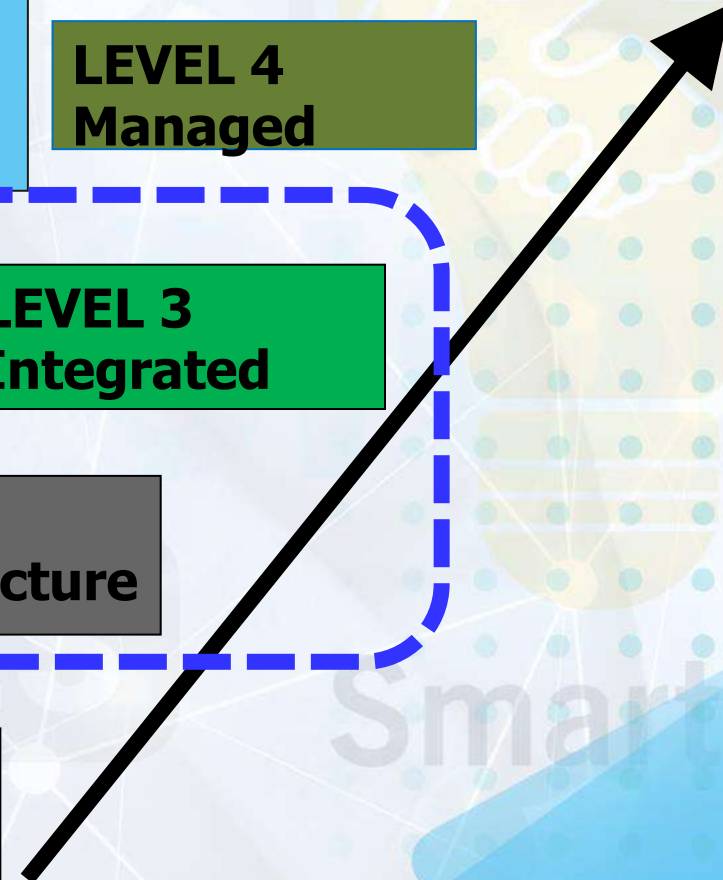 LEVEL 4
Managed
LEVEL 3
Integrated
cture
Smart